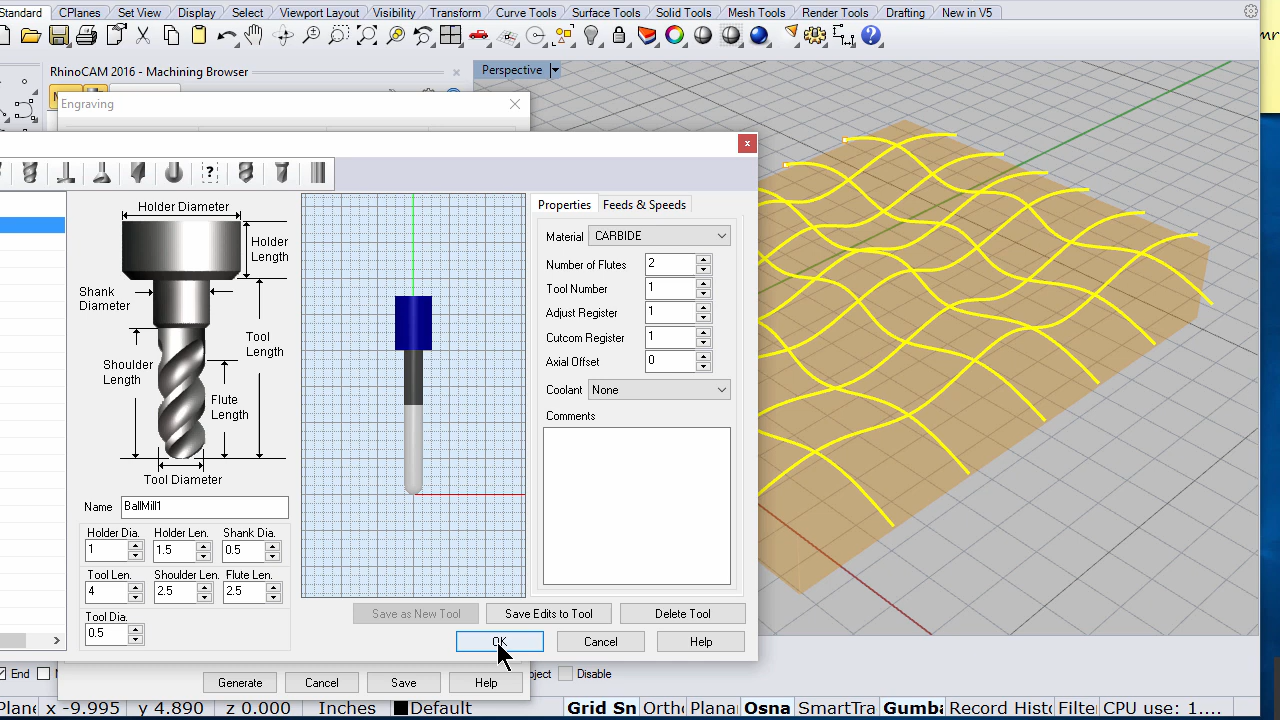 Standard CPlanes Set View Display Select Viewport Layout Visibility Transform Curve Tools Surface Tools Solid Tools Mesh Tools Render Tools Drafting New in V5
RhinoCAM 2016 - Machining Browser
Perspective
Engraving
Properties Feeds & Speeds
Holder Diameter
Holder
Length
Shank
Diameter
Tool
Length
Shoulder
Length
Flute
Length
Tool Diameter
Material CARBIDE
Number of Flutes 2
Tool Number 1
Adjust Register 1
Cutcom Register 1
Axial Offset 0
Coolant None
Comments
Name BallMill1
Holder Dia. Holder Len. Shank Dia.
1 1.5 0.5
Tool Len. Shoulder Len. Flute Len.
4 2.5 2.5
Tool Dia.
0.5
Save as New Tool Save Edits to Tool Delete Tool
OK Cancel Help
End ject Disable
Generate Cancel Save Help
Plane x -9.995 y 4.890 z 0.000 Inches Default Grid Sn Ortho Plana Osna SmartTra Gumba Record Histo Filte CPU use: 1....